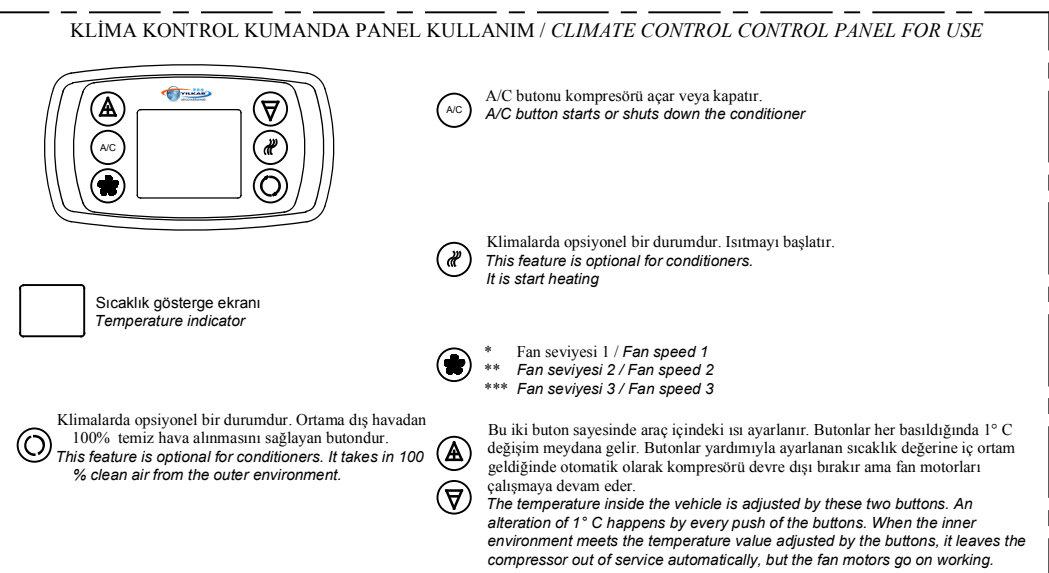 KLİMA KONTROL KUMANDA PANEL KULLANIM / CLIMATE CONTROL CONTROL PANEL FOR USE
YILKAR
A/C
A/C
A/C butonu kompresörü açar veya kapatır.
A/C button starts or shuts down the conditioner
Klimalarda opsiyonel bir durumdur. Isıtmayı başlatır.
This feature is optional for conditioners.
It is start heating
Sıcaklık gösterge ekranı
Temperature indicator
* Fan seviyesi 1 / Fan speed 1
** Fan seviyesi 2 / Fan speed 2
*** Fan seviyesi 3 / Fan speed 3
Klimalarda opsiyonel bir durumdur. Ortama dış havadan
100% temiz hava alınmasını sağlayan butondur.
This feature is optional for conditioners. It takes in 100
% clean air from the outer environment.
Bu iki buton sayesinde araç içindeki ısı ayarlanır. Butonlar her basıldığında 1° C
değişim meydana gelir. Butonlar yardımıyla ayarlanan sıcaklık değerine iç ortam
geldiğinde otomatik olarak kompresörü devre dışı bırakır ama fan motorları
çalışmaya devam eder.
The temperature inside the vehicle is adjusted by these two buttons. An
alteration of 1° C happens by every push of the buttons. When the inner
environment meets the temperature value adjusted by the buttons, it leaves the
compressor out of service automatically, but the fan motors go on working.